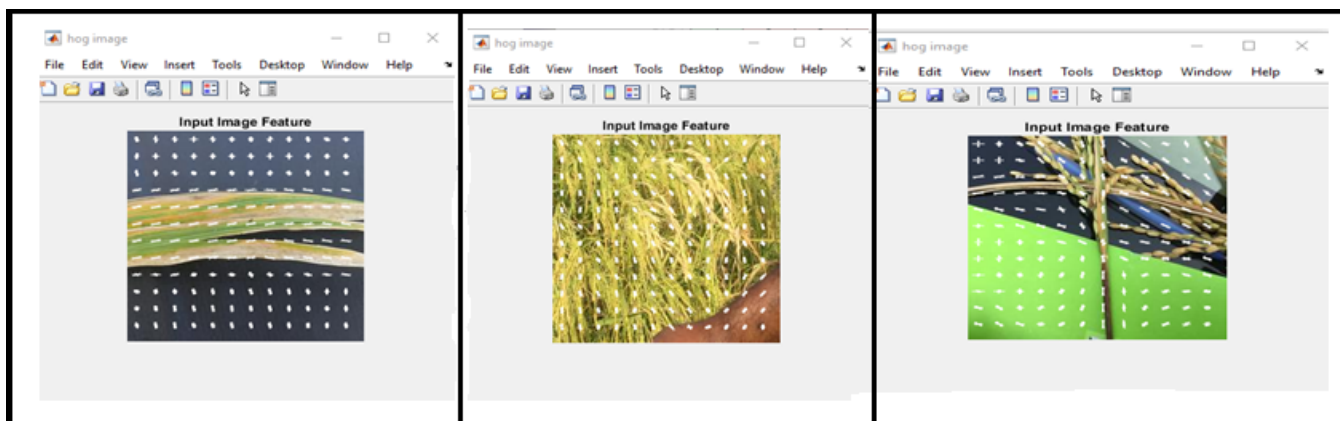 hog image
File Edit View Insert Tools Desktop Window Help
Input Image Feature
hog image
File Edit View Insert Tools Desktop Window Help
Input Image Feature
hog image
File Edit View Insert Tools Desktop Window Help
Input Image Feature